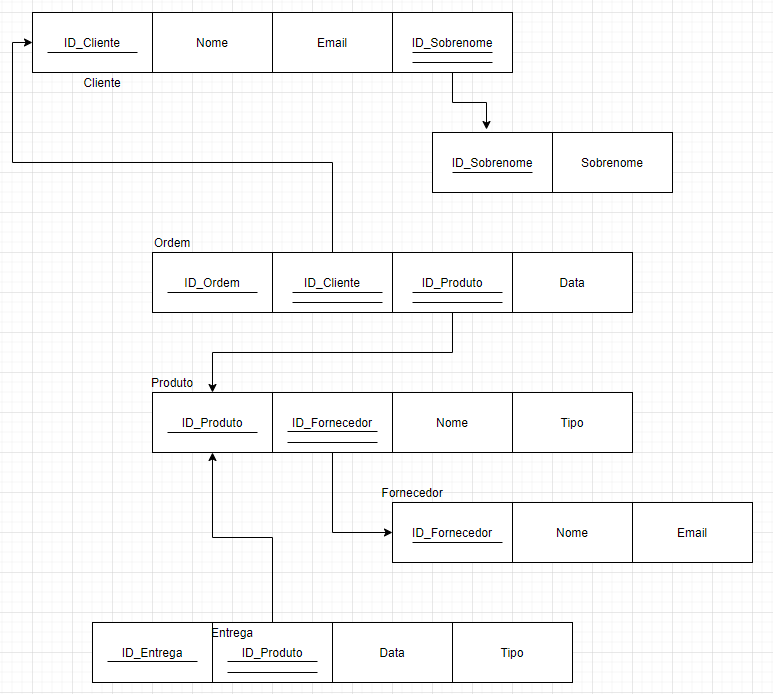 ID_Cliente Nome Email ID_Sobrenome
Cliente
ID_Sobrenome Sobrenome
Ordem
ID_Ordem ID_Cliente ID_Produto Data
Produto
ID_Produto ID_Fornecedor Nome Tipo
Fornecedor
ID_Fornecedor Nome Email
Entrega
ID_Entrega ID_Produto Data Tipo